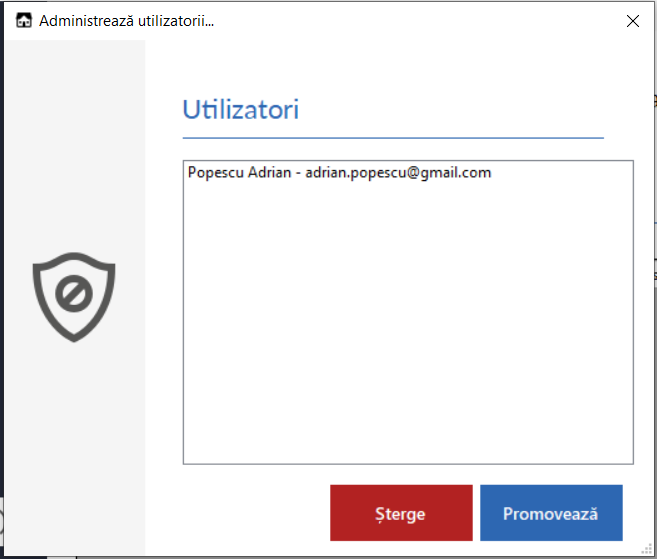 Administrează utilizatorii...
Utilizatori
Popescu Adrian - adrian.popescu@gmail.com
Șterge
Promovează